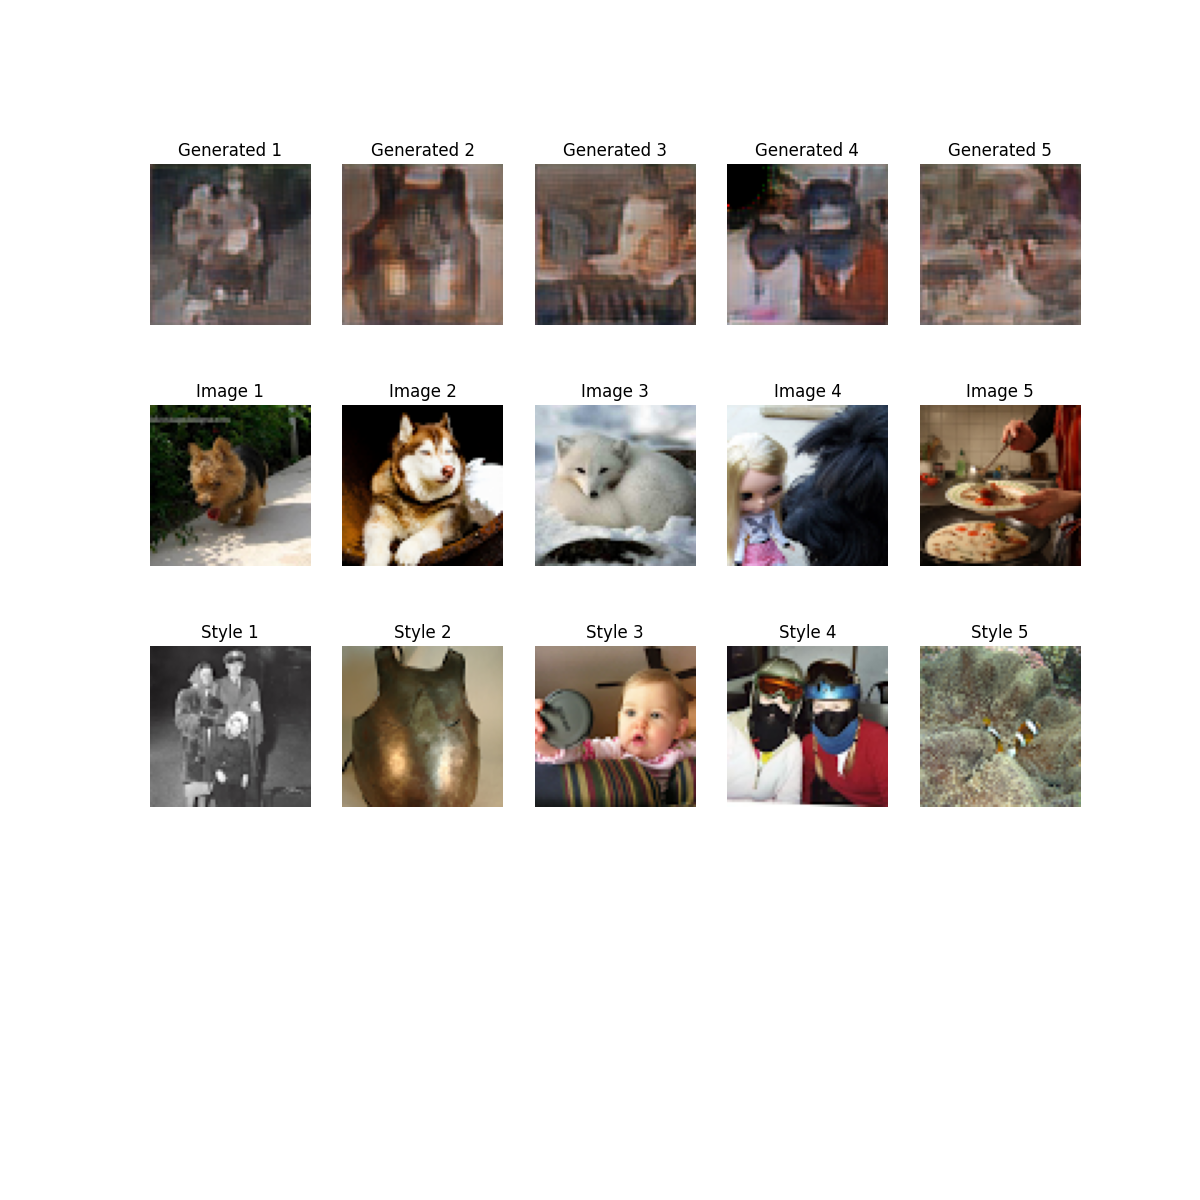 Generated 1
Generated 2
Generated 3
Generated 4
Generated 5
Image 1
Image 2
Image 3
Image 4
Image 5
Style 1
Style 2
Style 3
Style 4
Style 5